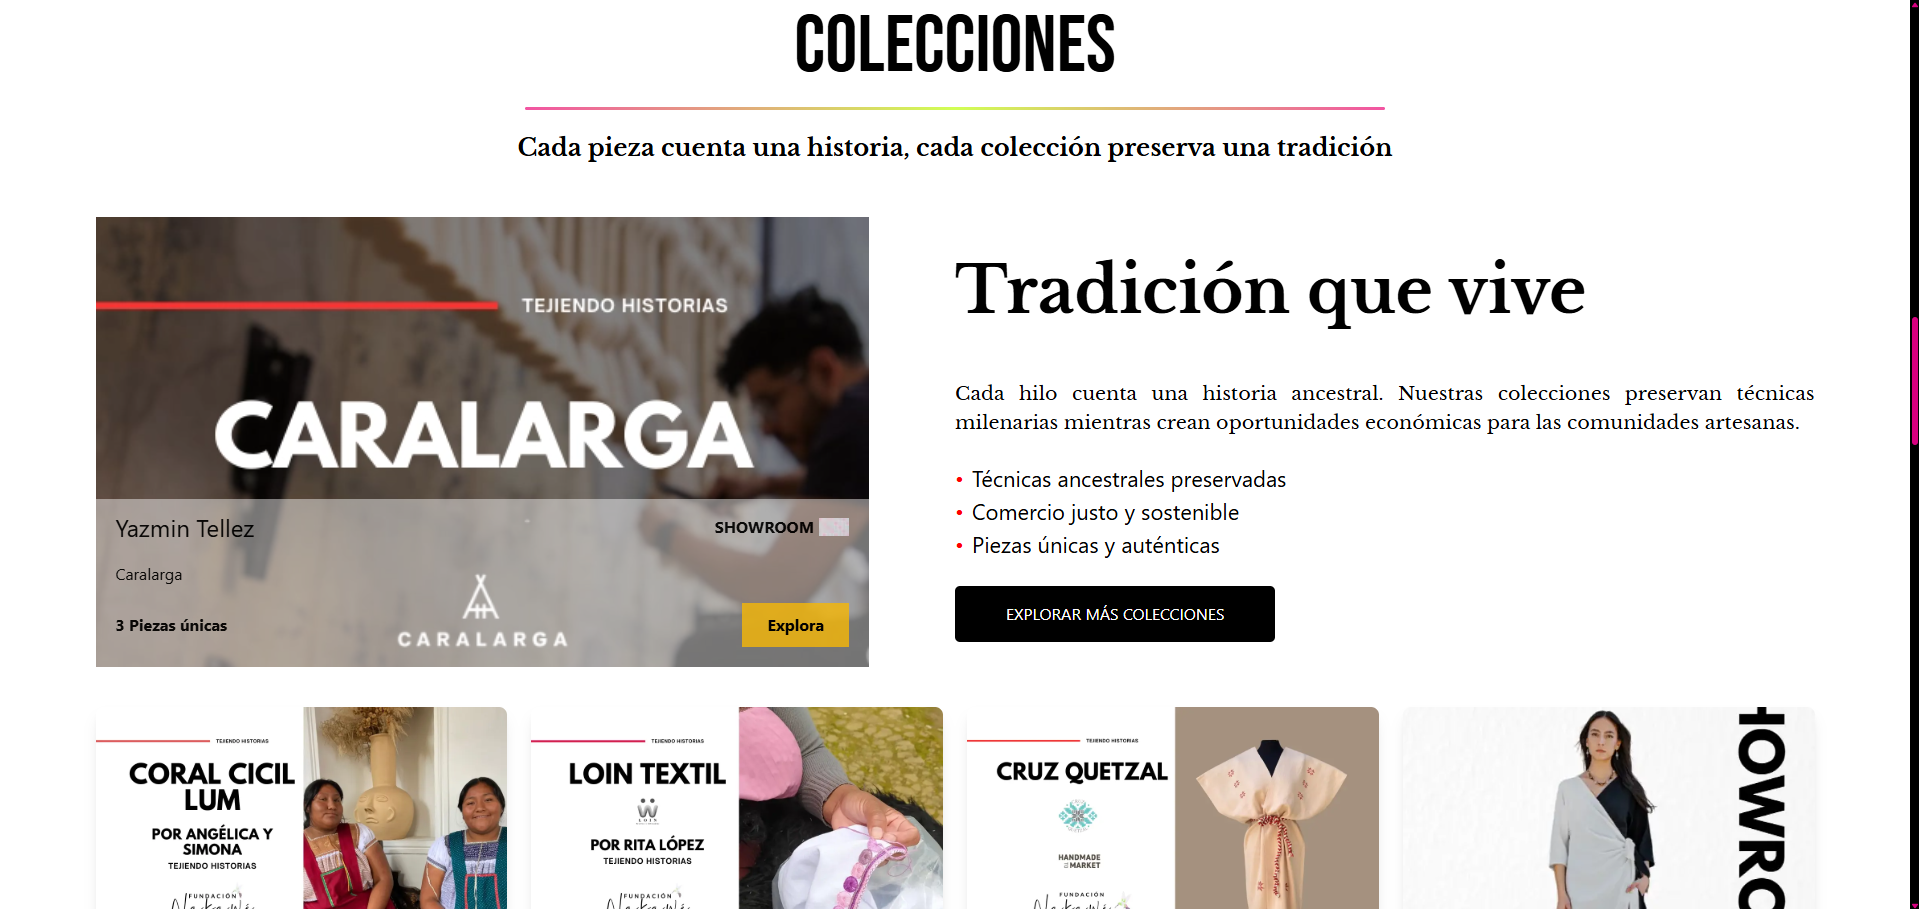 COLECCIONES
Cada pieza cuenta una historia, cada colección preserva una tradición
TEJIENDO HISTORIAS
CARALARGA
Yazmin Tellez
SHOWROOM
Caralarga
3 Piezas únicas
CARALARGA
Explora
Tradición que vive
Cada hilo cuenta una historia ancestral. Nuestras colecciones preservan técnicas
milenarias mientras crean oportunidades económicas para las comunidades artesanas.
• Técnicas ancestrales preservadas
• Comercio justo y sostenible
• Piezas únicas y auténticas
EXPLORAR MÁS COLECCIONES
TEJIENDO HISTORIAS
CORAL CICIL
LUM
POR ANGÉLICA Y
SIMONA
TEJIENDO HISTORIAS
FUNDACIÓN
TEJIENDO HISTORIAS
LOIN TEXTIL
LOIN
POR RITA LÓPEZ
TEJIENDO HISTORIAS
FUNDACIÓN
TEJIENDO HISTORIAS
CRUZ QUETZAL
HANDMADE
MARKET
FUNDACIÓN